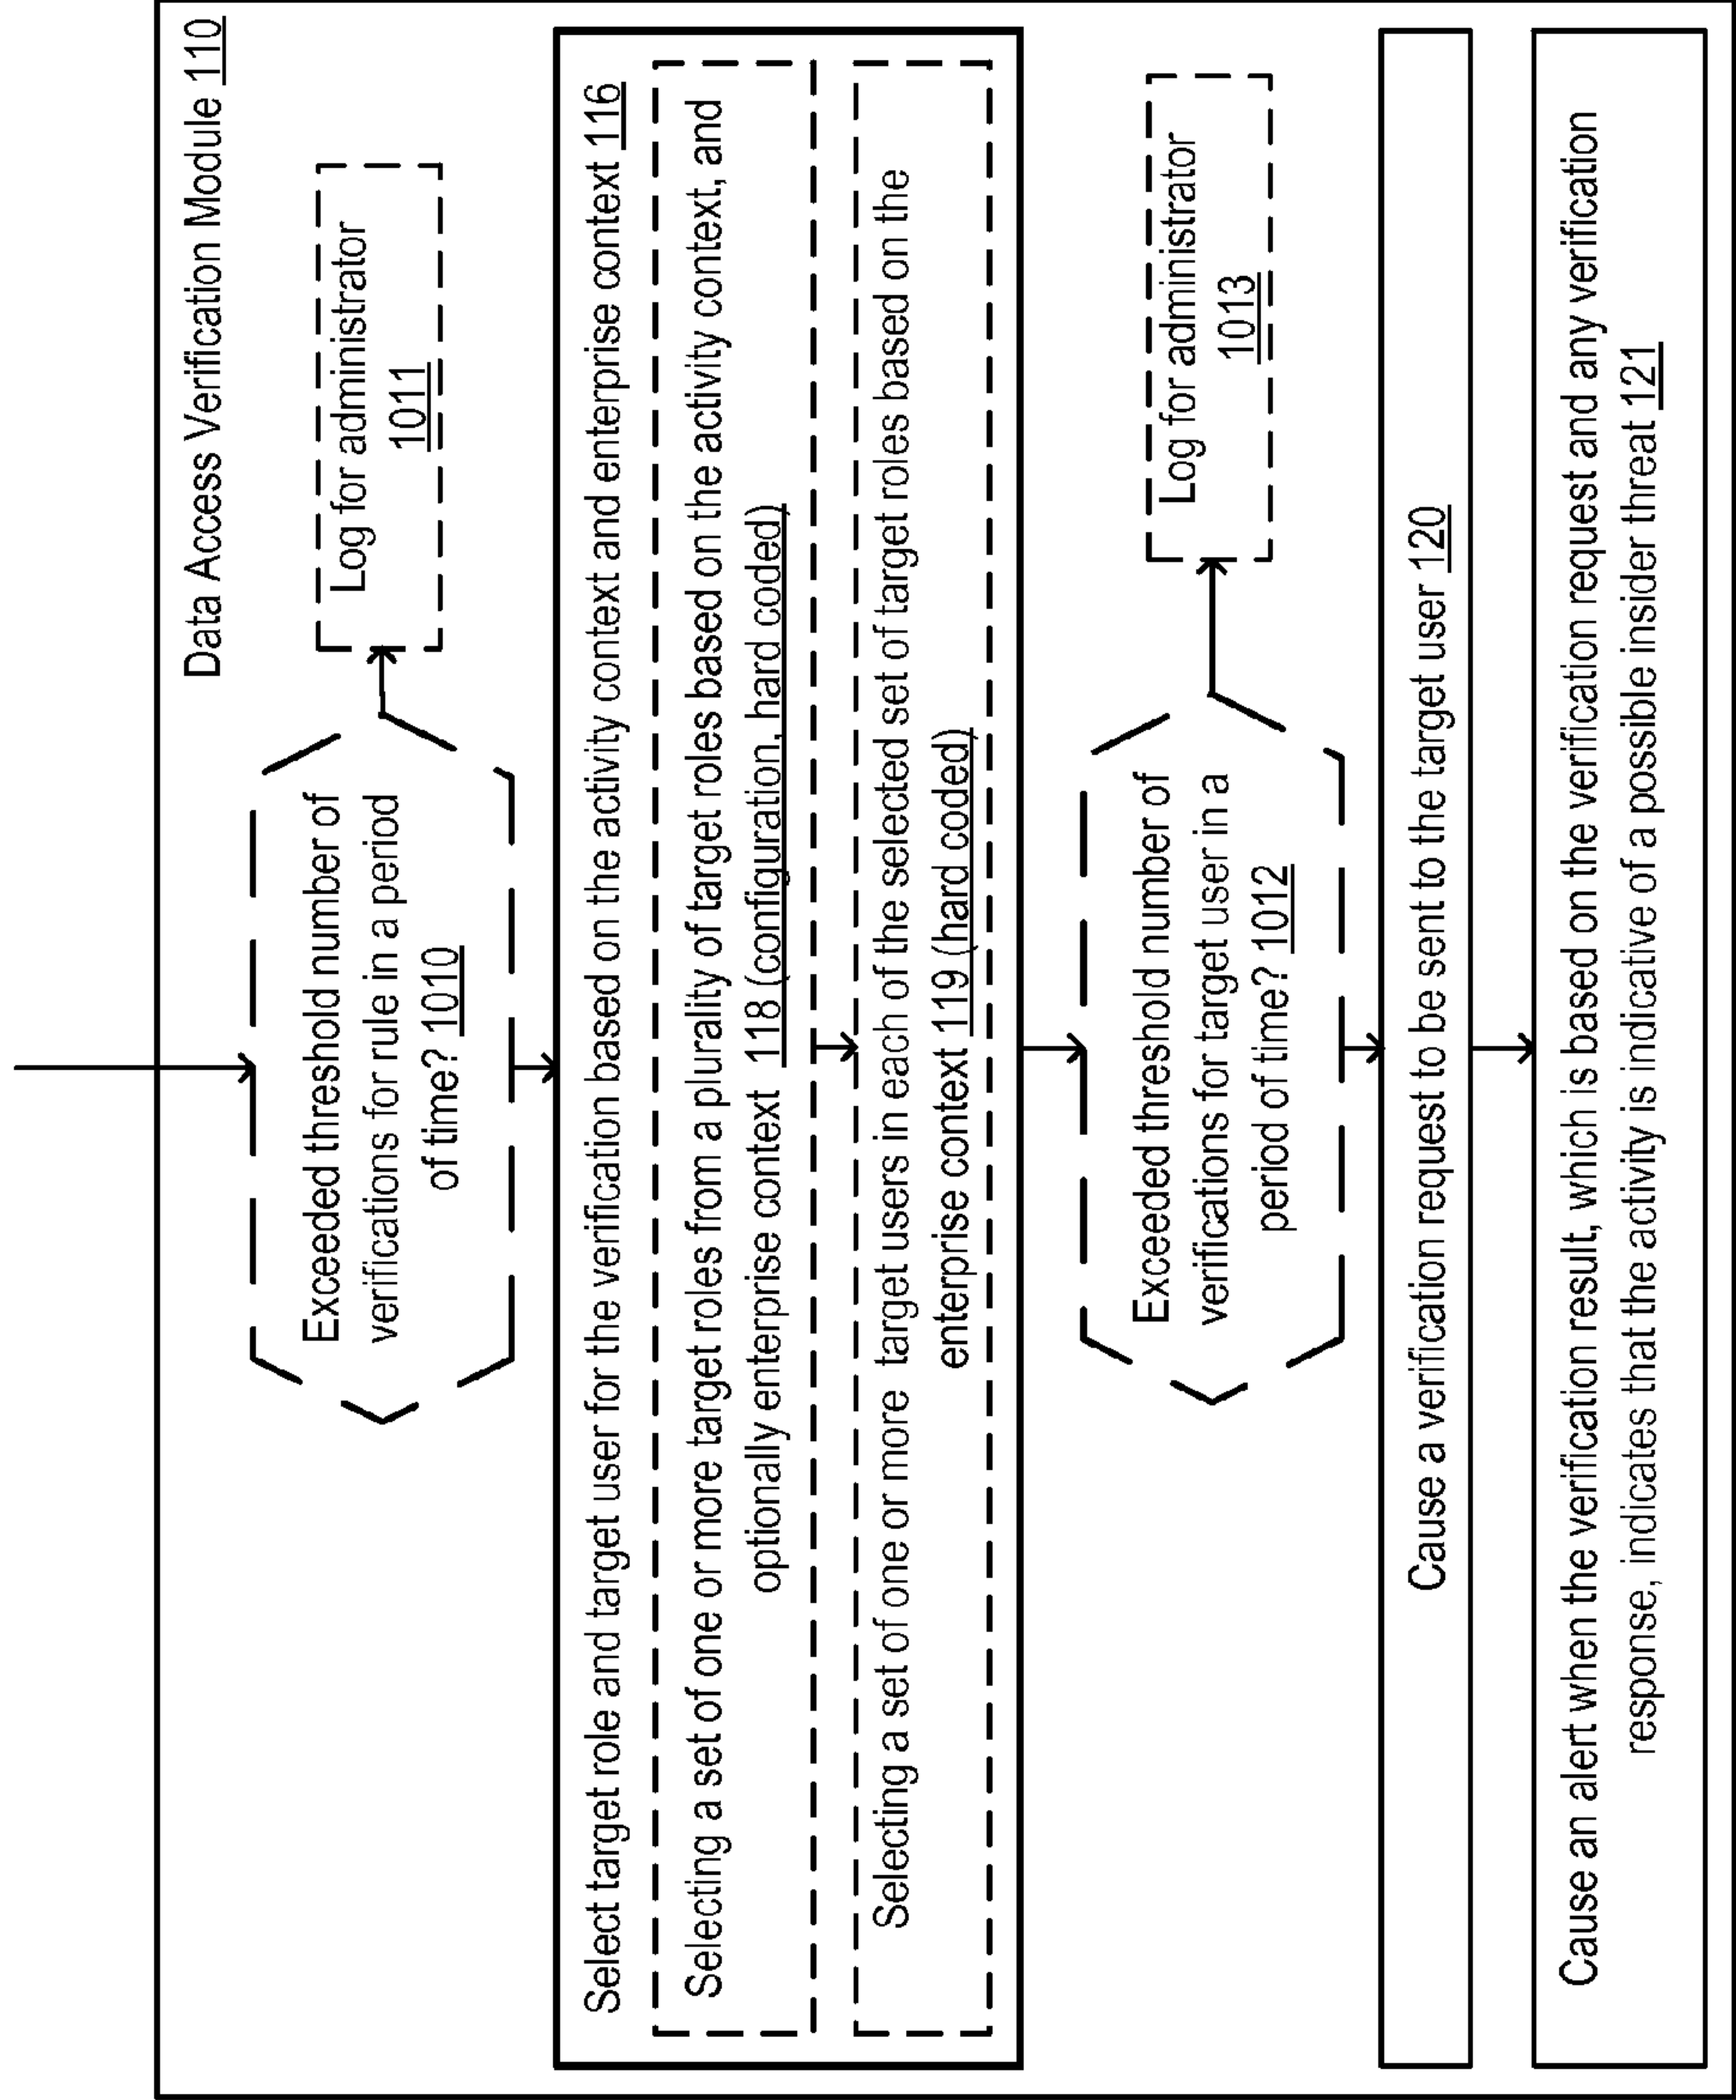 Data Access Verification Module 110
Exceeded threshold number of
verifications for rule in a period
of time? 1010
Log for administrator
1011
Select target role and target user for the verification based on the activity context and enterprise context 116
Selecting a set of one or more target roles from a plurality of target roles based on the activity context, and
optionally enterprise context 118 (configuration, hard coded)
Selecting a set of one or more target users in each of the selected set of target roles based on the
enterprise context 119 (hard coded)
Exceeded threshold number of
verifications for target user in a
period of time? 1012
Log for administrator
1013
Cause a verification request to be sent to the target user 120
Cause an alert when the verification result, which is based on the verification request and any verification
response, indicates that the activity is indicative of a possible insider threat 121